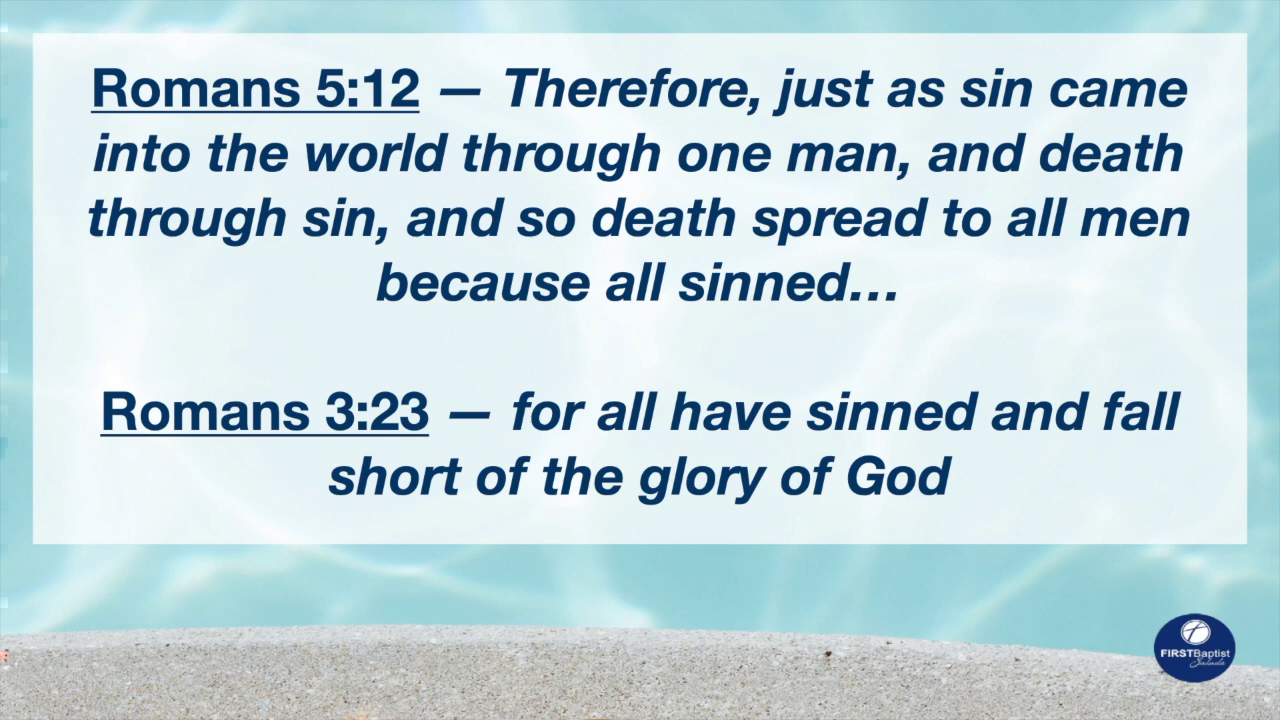 Romans 5:12 — Therefore, just as sin came
into the world through one man, and death
through sin, and so death spread to all men
because all sinned…
Romans 3:23 — for all have sinned and fall
short of the glory of God
FIRSTBaptist
Salado